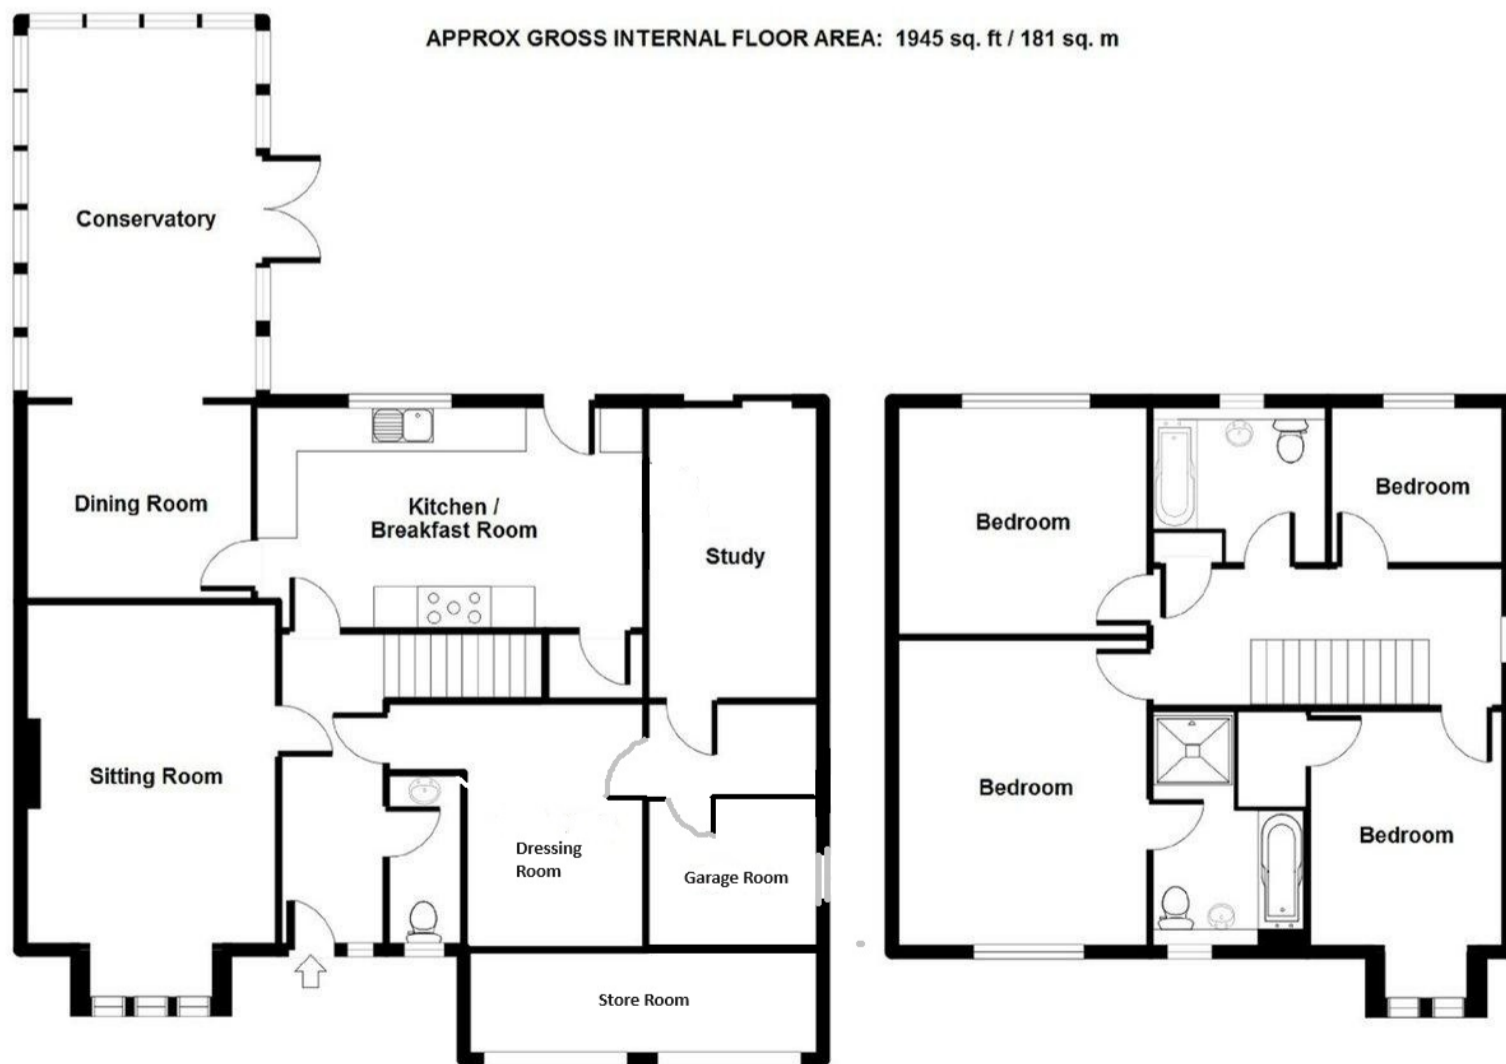 APPROX GROSS INTERNAL FLOOR AREA: 1945 sq. ft / 181 sq. m
Conservatory
Dining Room
Kitchen /
Breakfast Room
Study
Sitting Room
Dressing
Room
Garage Room
Store Room
Bedroom
Bedroom
Bedroom
Bedroom